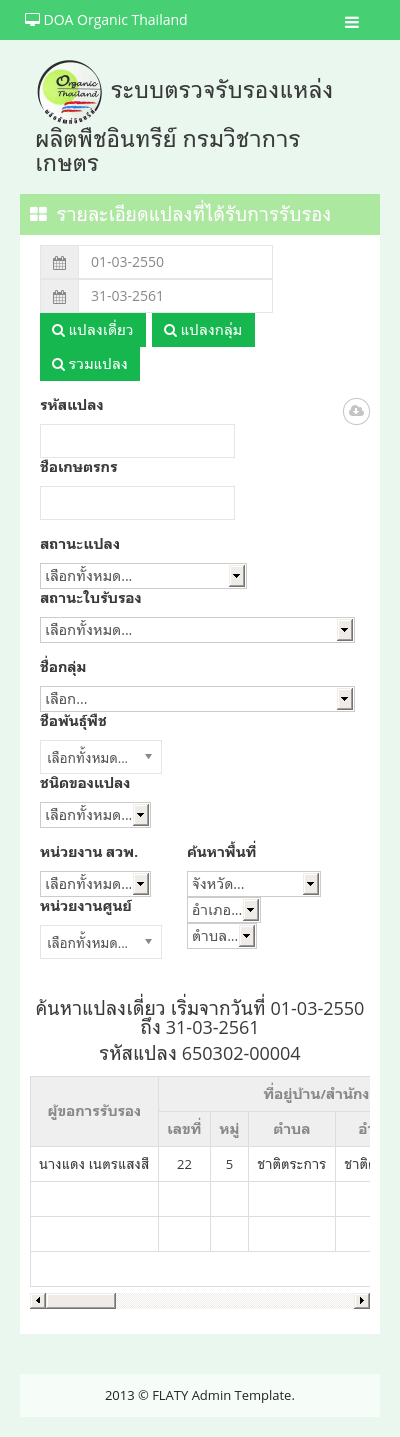 DOA Organic Thailand
Organic Thailand
ระบบตรวจรับรองแหล่ง
ผลิตพืชอินทรีย์ กรมวิชาการ
เกษตร
รายละเอียดแปลงที่ได้รับการรับรอง
01-03-2550
31-03-2561
แปลงเดี่ยว แปลงกลุ่ม
รวมแปลง
รหัสแปลง
ชื่อเกษตรกร
สถานะแปลง
เลือกทั้งหมด...
สถานะใบรับรอง
เลือกทั้งหมด...
ชื่อกลุ่ม
เลือก...
ชื่อพันธุ์พืช
เลือกทั้งหมด...
ชนิดของแปลง
เลือกทั้งหมด...
หน่วยงาน สวพ. ค้นหาพื้นที่
เลือกทั้งหมด... จังหวัด...
หน่วยงานศูนย์ อำเภอ...
ตำบล...
เลือกทั้งหมด...
ค้นหาแปลงเดี่ยว เริ่มจากวันที่ 01-03-2550
ถึง 31-03-2561
รหัสแปลง 650302-00004
ผู้ขอการรับรอง ที่อยู่บ้าน/สำนักง
เลขที่ หมู่ ตำบล
นางแดง เนตรแสงสี 22 5 ชาติตระการ
2013 © FLATY Admin Template.